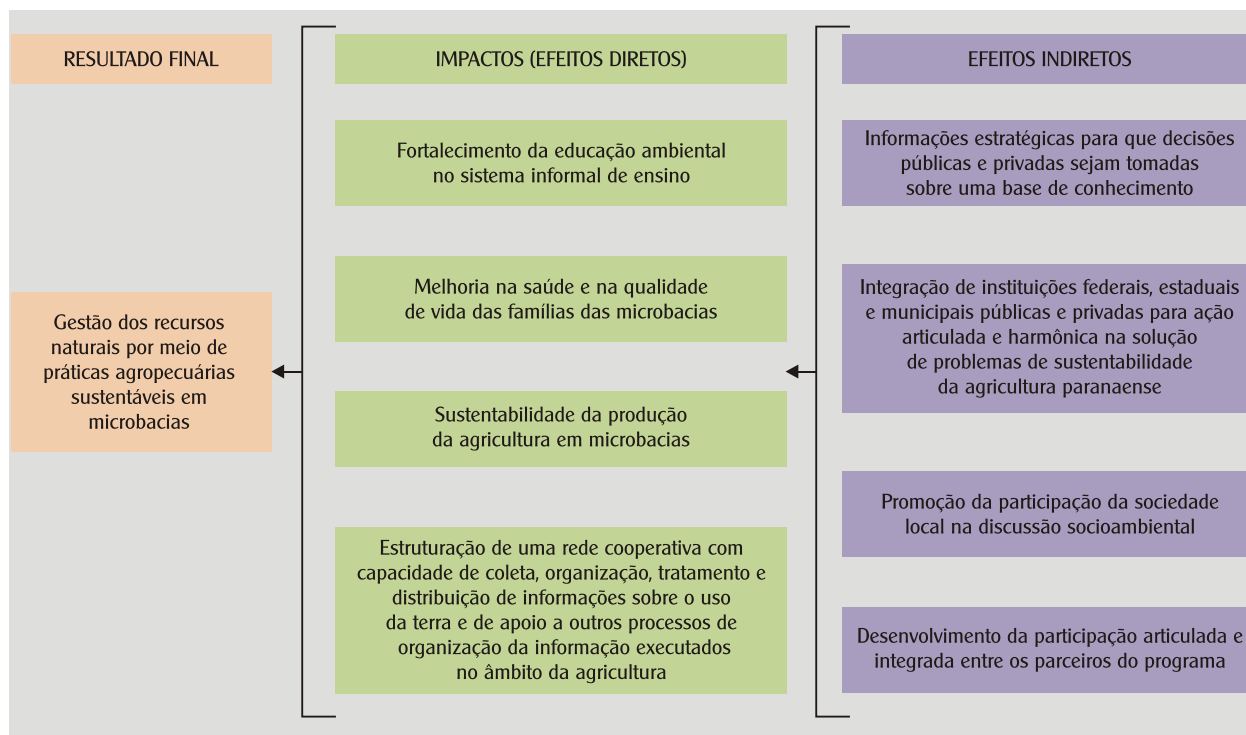 RESULTADO FINAL
Gestão dos recursos
naturais por meio de
práticas agropecuárias
sustentáveis em
microbacias
IMPACTOS (EFEITOS DIRETOS)
Fortalecimento da educação ambiental
no sistema informal de ensino
Melhoria na saúde e na qualidade
de vida das famílias das microbacias
Sustentabilidade da produção
da agricultura em microbacias
Estruturação de uma rede cooperativa com
capacidade de coleta, organização, tratamento e
distribuição de informações sobre o uso
da terra e de apoio a outros processos de
organização da informação executados
no âmbito da agricultura
EFEITOS INDIRETOS
Informações estratégicas para que decisões
públicas e privadas sejam tomadas
sobre uma base de conhecimento
Integração de instituições federais, estaduais
e municipais públicas e privadas para ação
articulada e harmônica na solução
de problemas de sustentabilidade
da agricultura paranaense
Promoção da participação da sociedade
local na discussão socioambiental
Desenvolvimento da participação articulada e
integrada entre os parceiros do programa